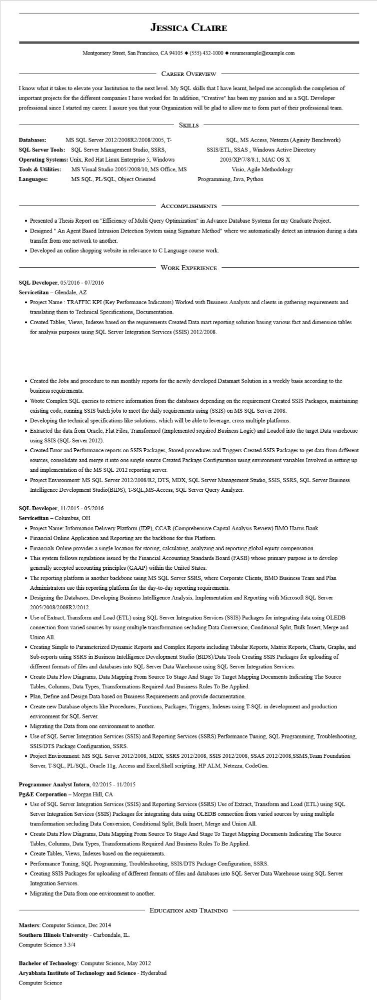 Jessica Claire
Montgomery Street, San Francisco, CA 94105 ◆ (555) 432-1000 ◆ resumesample@example.com
Career Overview
I know what it takes to elevate your Institution to the next level. My SQL skills that I have learnt, helped me accomplish the completion of
important projects for the different companies I have worked for. In addition, "Creative" has been my passion and as a SQL Developer
professional since I started my career. I assure you that your Organization will be glad to allow me to form part of their professional team.
Skills
Databases: MS SQL Server 2012/2008R2/2008/2005, T- SQL, MS Access, Netezza (Aginity Benchwork)
SQL Server Tools: SQL Server Management Studio, SSRS, SSIS/ETL, SSAS , Windows Active Directory
Operating Systems: Unix, Red Hat Linux Enterprise 5, Windows 2003/XP/7/8/8.1, MAC OS X
Tools & Utilities: MS Visual Studio 2005/2008/10, MS Office, MS Visio, Agile Methodology
Languages: MS SQL, PL/SQL, Object Oriented Programming, Java, Python
Accomplishments
• Presented a Thesis Report on "Efficiency of Multi Query Optimization" in Advance Database Systems for my Graduate Project.
• Designed " An Agent Based Intrusion Detection System using Signature Method" where we automatically detect an intrusion during a data
transfer from one network to another.
• Developed an online shopping website in relevance to C Language course work.
Work Experience
SQL Developer, 05/2016 - 07/2016
Servicetitan – Glendale, AZ
• Project Name : TRAFFIC KPI (Key Performance Indicators) Worked with Business Analysts and clients in gathering requirements and
translating them to Technical Specifications, Documentation.
• Created Tables, Views, Indexes based on the requirements Created Data mart reporting solution basing various fact and dimension tables
for analysis purposes using SQL Server Integration Services (SSIS) 2012/2008.
• Created the Jobs and procedure to run monthly reports for the newly developed Datamart Solution in a weekly basis according to the
business requirements.
• Wrote Complex SQL queries to retrieve information from the databases depending on the requirement Created SSIS Packages, maintaining
existing code, running SSIS batch jobs to meet the daily requirements using (SSIS) on MS SQL Server 2008.
• Developing the technical specifications like solutions, which will be able to leverage, cross multiple platforms.
• Extracted the data from Oracle, Flat Files, Transformed (Implemented required Business Logic) and Loaded into the target Data warehouse
using SSIS (SQL Server 2012).
• Created Error and Performance reports on SSIS Packages, Stored procedures and Triggers Created SSIS Packages to get data from different
sources, consolidate and merge it into one single source Created Package Configuration using environment variables Involved in setting up
and implementation of the MS SQL 2012 reporting server.
• Project Environment: MS SQL Server 2012/2008/R2, DTS, MDX, SQL Server Management Studio, SSIS, SSRS, SQL Server Business
Intelligence Development Studio(BIDS), T-SQL,MS-Access, SQL Server Query Analyzer.
SQL Developer, 11/2015 - 05/2016
Servicetitan – Columbus, OH
• Project Name: Information Delivery Platform (IDP), CCAR (Comprehensive Capital Analysis Review) BMO Harris Bank.
• Financial Online Application and Reporting are the backbone for this Platform.
• Financials Online provides a single location for storing, calculating, analyzing and reporting global equity compensation.
• This system follows regulations issued by the Financial Accounting Standards Board (FASB) whose primary purpose is to develop
generally accepted accounting principles (GAAP) within the United States.
• The reporting platform is another backbone using MS SQL Server SSRS, where Corporate Clients, BMO Business Team and Plan
Administrators use this reporting platform for the day-to-day reporting requirements.
• Designing the Databases, Developing Business Intelligence Analysis, Implementation and Reporting with Microsoft SQL Server
2005/2008/2008R2/2012.
• Use of Extract, Transform and Load (ETL) using SQL Server Integration Services (SSIS) Packages for integrating data using OLEDB
connection from varied sources by using multiple transformation secluding Data Conversion, Conditional Split, Bulk Insert, Merge and
Union All.
• Creating Simple to Parameterized Dynamic Reports and Complex Reports including Tabular Reports, Matrix Reports, Charts, Graphs, and
Sub-reports using SSRS in Business Intelligence Development Studio (BIDS)/Data Tools Creating SSIS Packages for uploading of
different formats of files and databases into SQL Server Data Warehouse using SQL Server Integration Services.
• Create Data Flow Diagrams, Data Mapping From Source To Stage And Stage To Target Mapping Documents Indicating The Source
Tables, Columns, Data Types, Transformations Required And Business Rules To Be Applied.
• Plan, Define and Design Data based on Business Requirements and provide documentation.
• Create new Database objects like Procedures, Functions, Packages, Triggers, Indexes using T-SQL in development and production
environment for SQL Server.
• Migrating the Data from one environment to another.
• Use of SQL Server Integration Services (SSIS) and Reporting Services (SSRS) Performance Tuning, SQL Programming, Troubleshooting,
SSIS/DTS Package Configuration, SSRS.
• Project Environment: MS SQL Server 2012/2008, MDX, SSRS 2012/2008, SSIS 2012/2008, SSAS 2012/2008,SSMS,Team Foundation
Server, T-SQL, PL/SQL, Oracle 11g, Access and Excel,Shell scripting, HP ALM, Netezza, CodeGen.
Programmer Analyst Intern, 02/2015 - 11/2015
Pg&E Corporation – Morgan Hill, CA
• Use of SQL Server Integration Services (SSIS) and Reporting Services (SSRS) Use of Extract, Transform and Load (ETL) using SQL
Server Integration Services (SSIS) Packages for integrating data using OLEDB connection from varied sources by using multiple
transformation secluding Data Conversion, Conditional Split, Bulk Insert, Merge and Union All.
• Create Data Flow Diagrams, Data Mapping From Source To Stage And Stage To Target Mapping Documents Indicating The Source
Tables, Columns, Data Types, Transformations Required And Business Rules To Be Applied.
• Create Tables, Views, Indexes based on the requirements.
• Performance Tuning, SQL Programming, Troubleshooting, SSIS/DTS Package Configuration, SSRS.
• Creating SSIS Packages for uploading of different formats of files and databases into SQL Server Data Warehouse using SQL Server
Integration Services.
• Migrating the Data from one environment to another.
Education and Training
Masters: Computer Science, Dec 2014
Southern Illinois University - Carbondale, IL.
Computer Science 3.3/4
Bachelor of Technology: Computer Science, May 2012
Aryabhata Institute of Technology and Science - Hyderabad
Computer Science